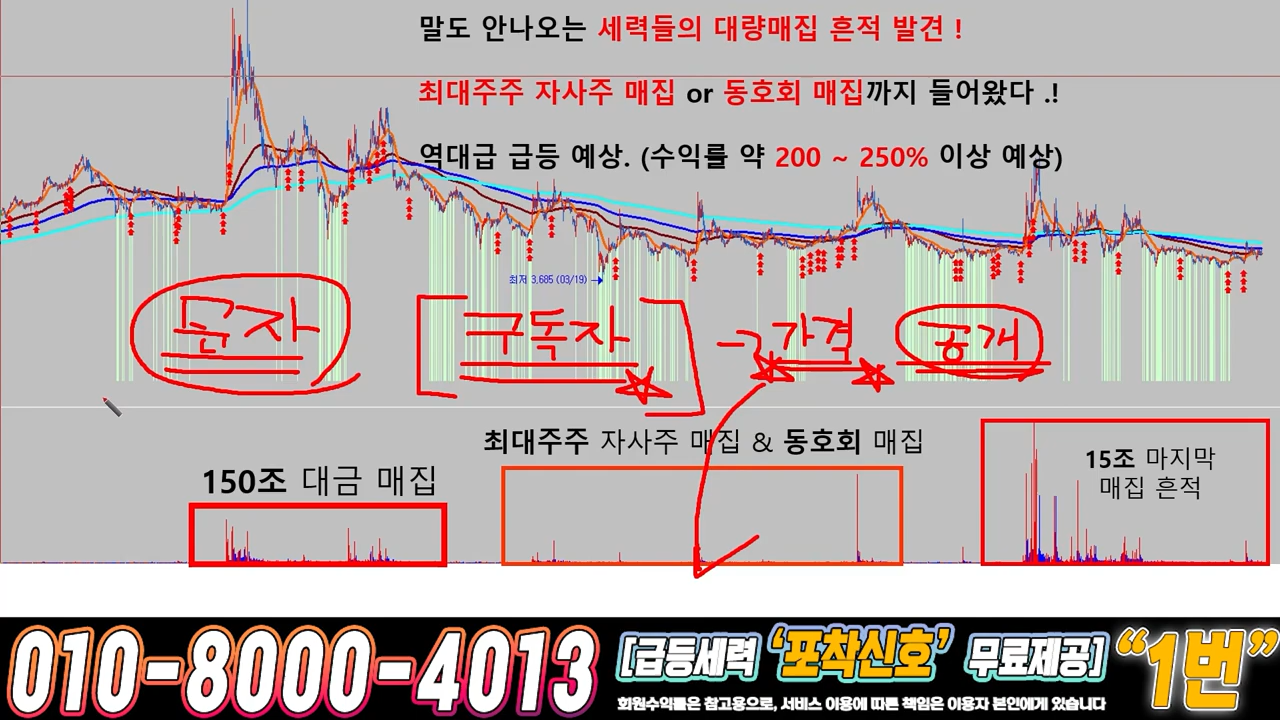 말도 안나오는 세력들의 대량매집 흔적 발견 !
최대주주 자사주 매집 or 동호회 매집까지 들어왔다 .!
역대급 급등 예상. (수익률 약 200 ~ 250% 이상 예상)
최저 3,685 (03/19)
문자 구독자 가격 공개
최대주주 자사주 매집 & 동호회 매집
150조 대금 매집
15조 마지막
매집 흔적
010-8000-4013
[급등세력 '포착신호' 무료제공] "1번"
회원수익률은 참고용으로, 서비스 이용에 따른 책임은 이용자 본인에게 있습니다